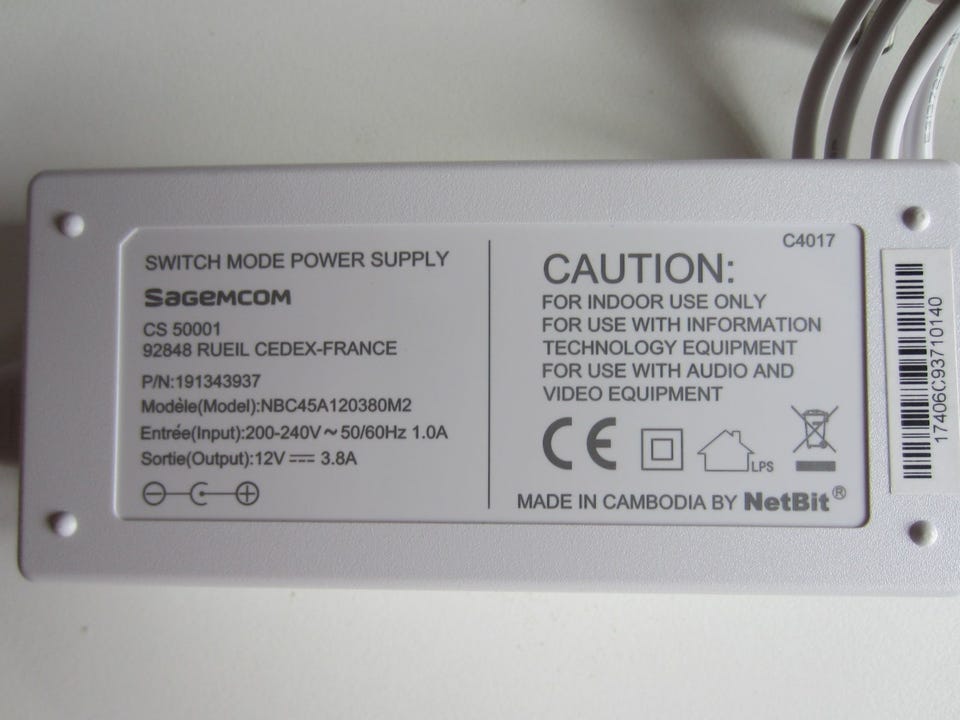 SWITCH MODE POWER SUPPLY
SAGEMCOM
CS 50001
92848 RUEIL CEDEX-FRANCE
P/N:191343937
Modèle(Model):NBC45A120380M2
Entrée(Input):200-240V ~ 50/60Hz 1.0A
Sortie(Output):12V ⎓ 3.8A
C4017
CAUTION:
FOR INDOOR USE ONLY
FOR USE WITH INFORMATION
TECHNOLOGY EQUIPMENT
FOR USE WITH AUDIO AND
VIDEO EQUIPMENT
CE
LPS
MADE IN CAMBODIA BY NetBit®
17406C93710140